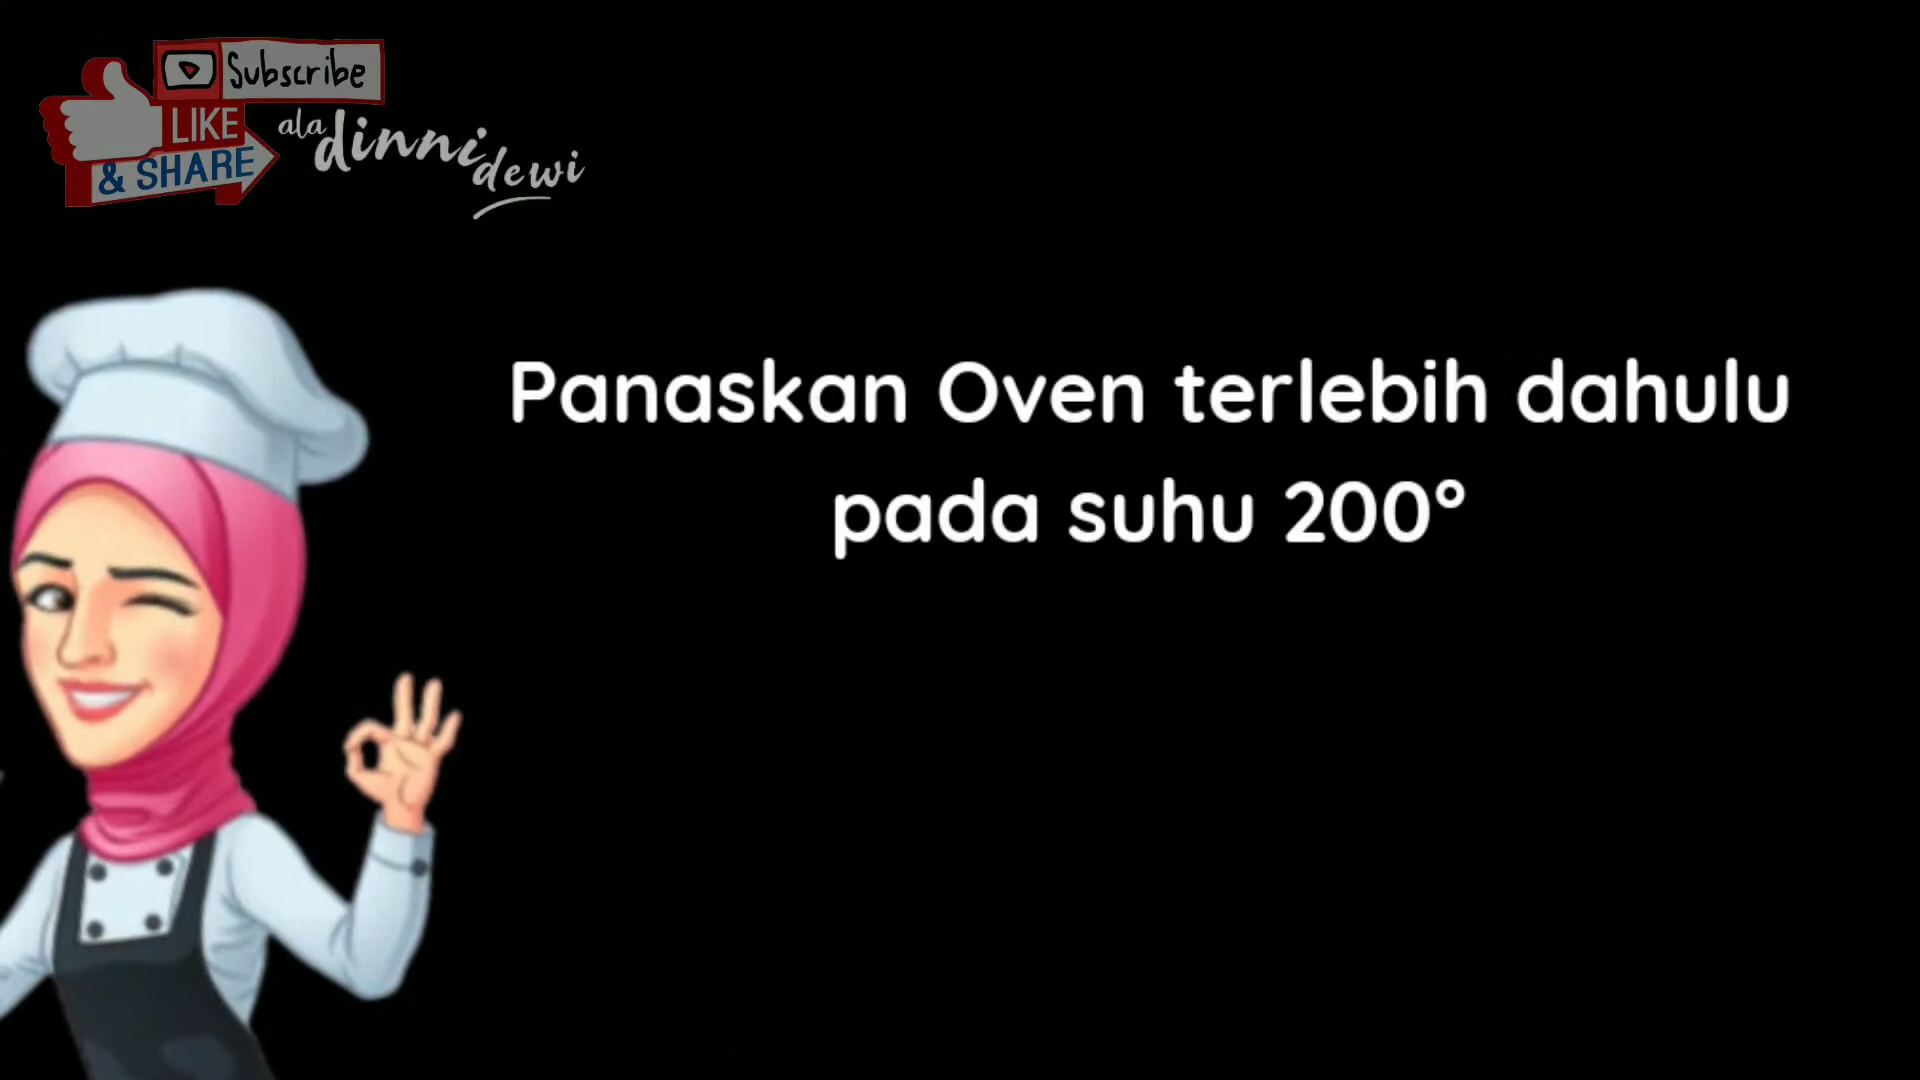 Subscribe
LIKE
& SHARE
ala dinni dewi
Panaskan Oven terlebih dahulu
pada suhu 200°